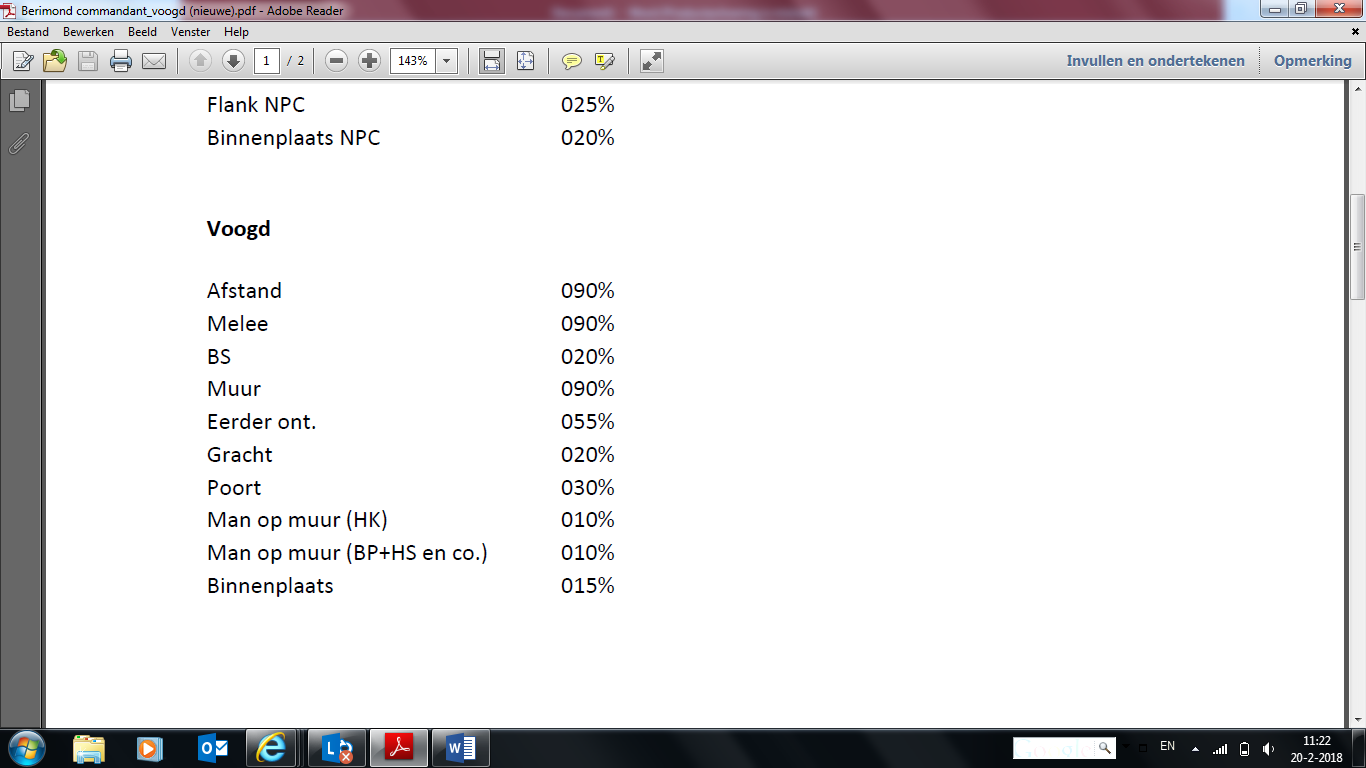 Berimond commandant_voogd (nieuwe).pdf - Adobe Reader
Bestand Bewerken Beeld Venster Help
1 / 2 143% Invullen en ondertekenen Opmerking
Flank NPC 025%
Binnenplaats NPC 020%
Voogd
Afstand 090%
Melee 090%
BS 020%
Muur 090%
Eerder ont. 055%
Gracht 020%
Poort 030%
Man op muur (HK) 010%
Man op muur (BP+HS en co.) 010%
Binnenplaats 015%
EN 11:22
20-2-2018